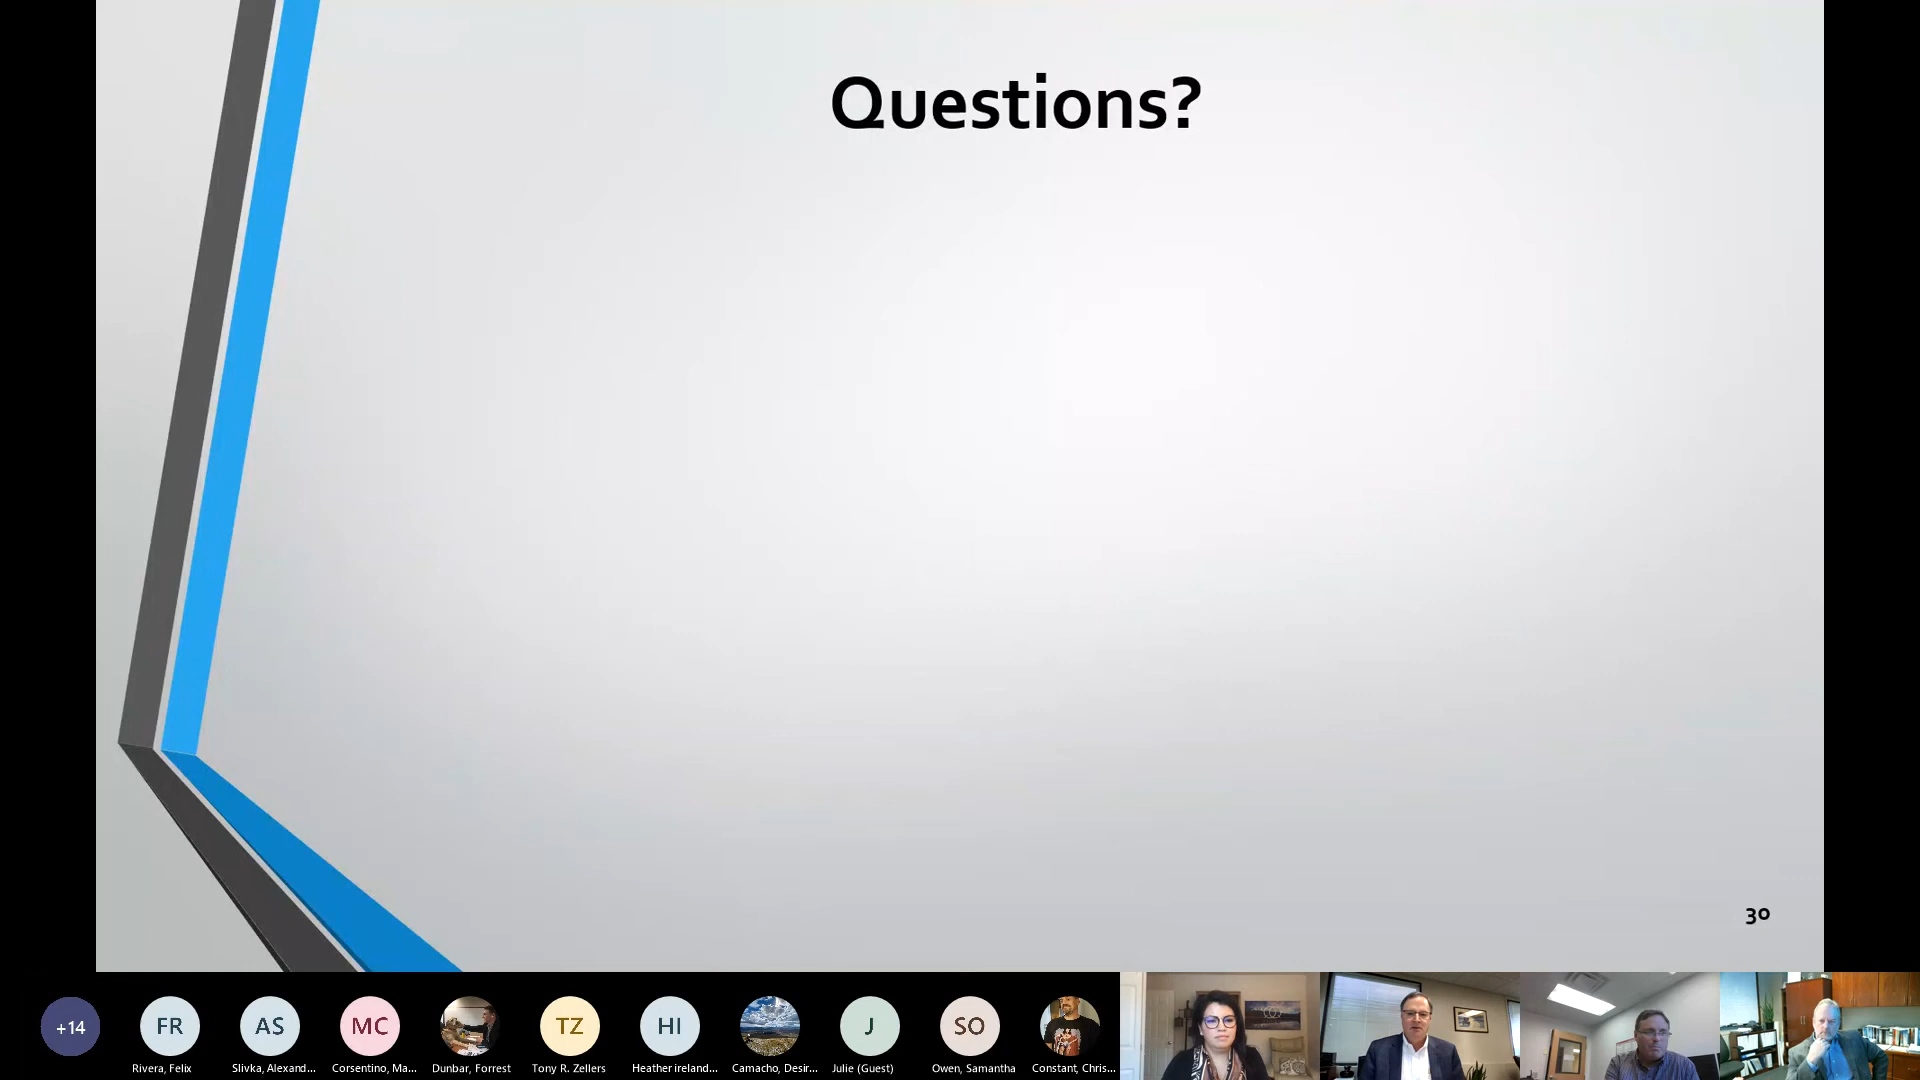 Questions?
30
+14
FR
AS
MC
TZ
HI
J
SO
Rivera, Felix
Slivka, Alexand...
Corsentino, Ma...
Dunbar, Forrest
Tony R. Zellers
Heather ireland...
Camacho, Desir...
Julie (Guest)
Owen, Samantha
Constant, Chris...